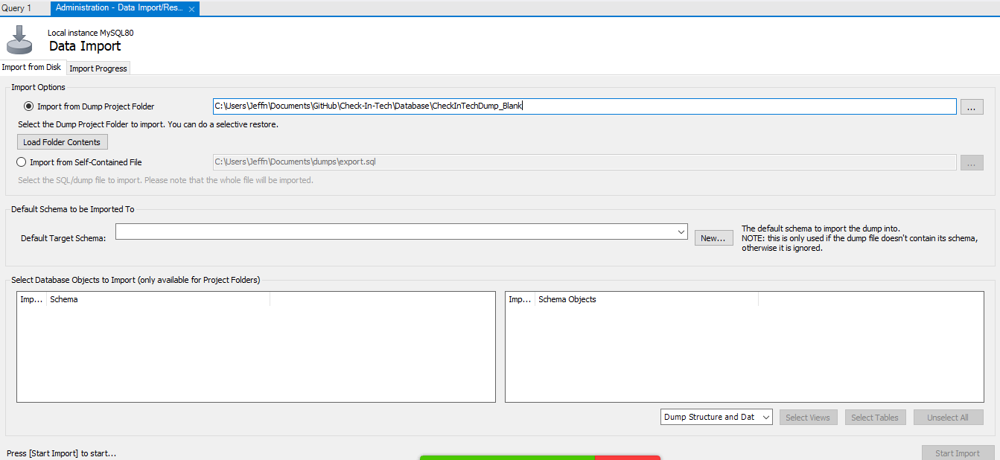 Query 1
Administration - Data Import/Res...
Local instance MySQL80
Data Import
Import from Disk
Import Progress
Import Options
Import from Dump Project Folder
C:\Users\Jeffn\Documents\GitHub\Check-In-Tech\Database\CheckInTechDump_Blank
...
Select the Dump Project Folder to import. You can do a selective restore.
Load Folder Contents
Import from Self-Contained File
C:\Users\Jeffn\Documents\dumps\export.sql
...
Select the SQL/dump file to import. Please note that the whole file will be imported.
Default Schema to be Imported To
Default Target Schema:
New...
The default schema to import the dump into.
NOTE: this is only used if the dump file doesn't contain its schema,
otherwise it is ignored.
Select Database Objects to Import (only available for Project Folders)
Imp... Schema
Imp... Schema Objects
Dump Structure and Dat
Select Views
Select Tables
Unselect All
Press [Start Import] to start...
Start Import